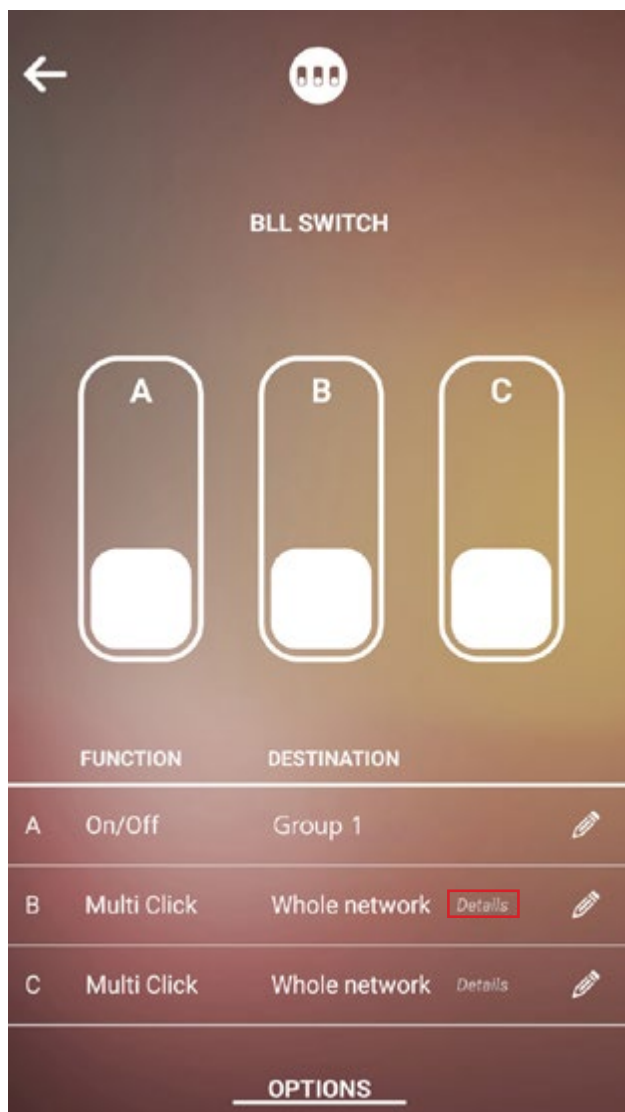 BLL SWITCH
A B C
FUNCTION DESTINATION
A On/Off Group 1
B Multi Click Whole network Details
C Multi Click Whole network Details
OPTIONS